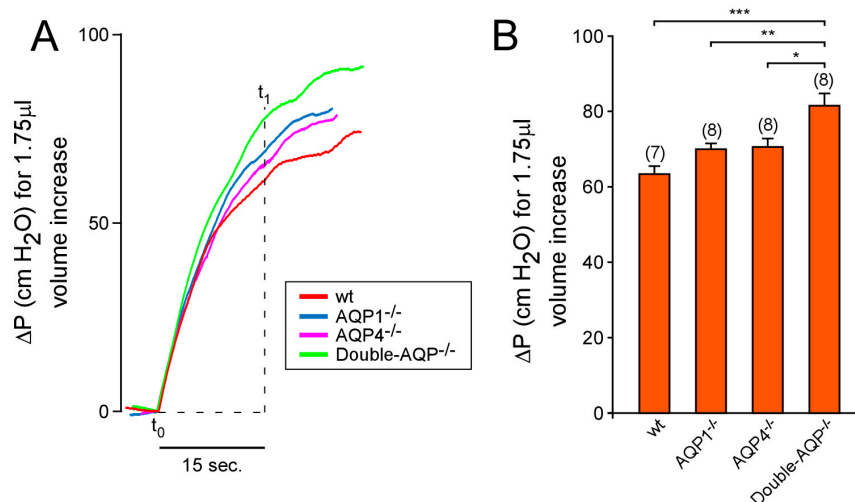 A
ΔP (cm H2O) for 1.75µl
volume increase
100
50
0
t1
t0
15 sec.
wt
AQP1-/-
AQP4-/-
Double-AQP-/-
B
ΔP (cm H2O) for 1.75µl
volume increase
100
80
60
40
20
0
***
**
*
(7)
(8)
(8)
(8)
wt
AQP1-/-
AQP4-/-
Double-AQP-/-